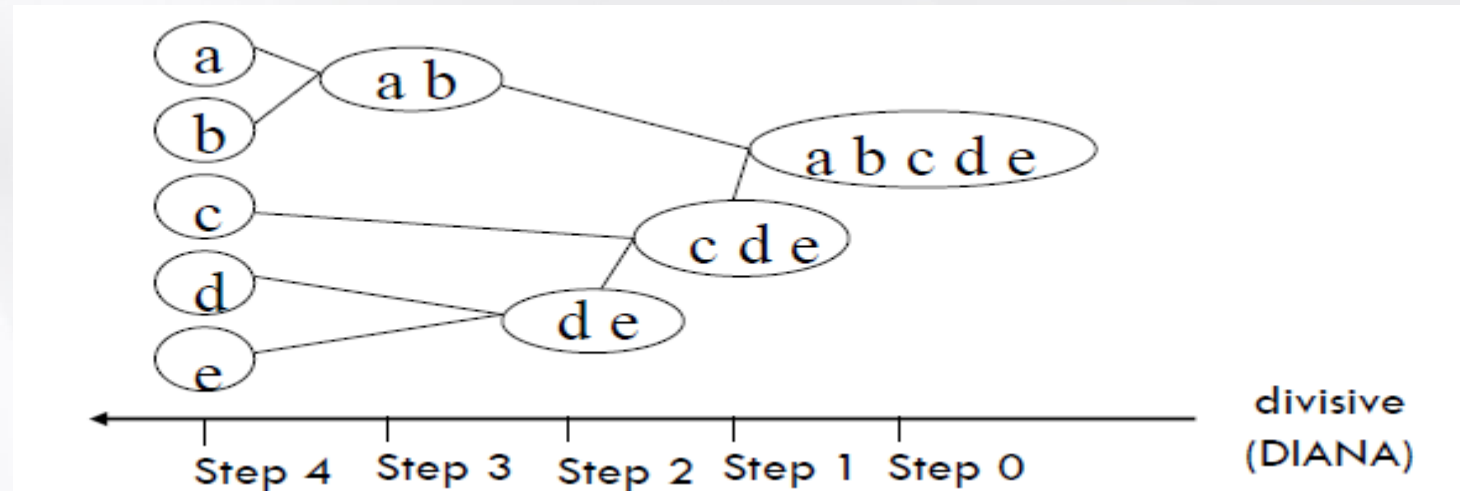 a
a b
b
a b c d e
c
c d e
d
d e
e
divisive
(DIANA)
Step 4 Step 3 Step 2 Step 1 Step 0